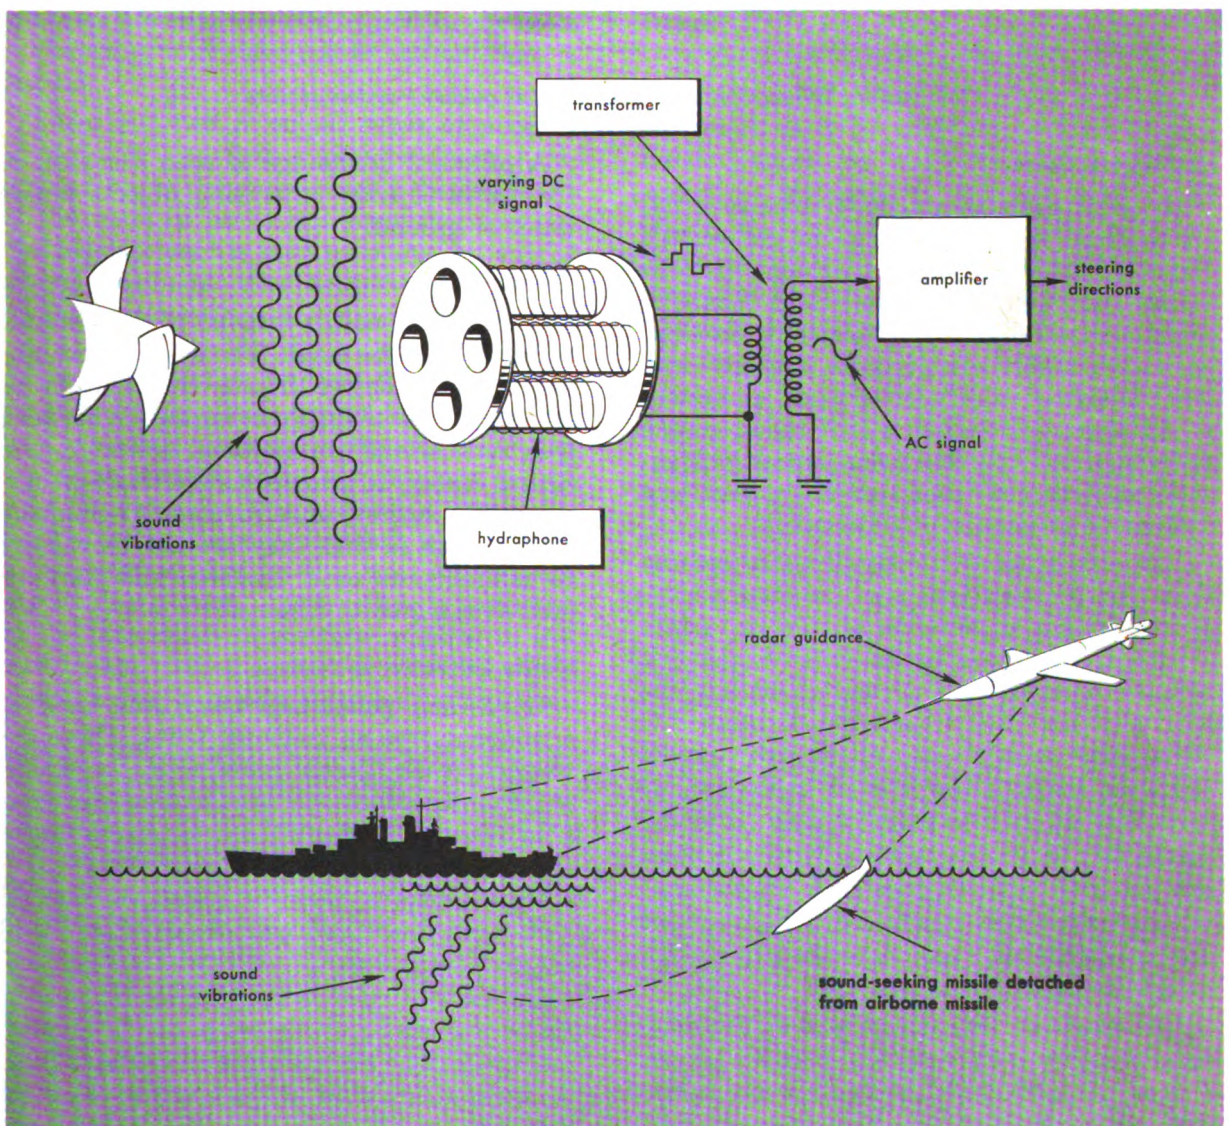 transformer
varying DC
signal
amplifier
steering
directions
AC signal
sound
vibrations
hydraphone
radar guidance
sound
vibrations
sound-seeking missile detached
from airborne missile